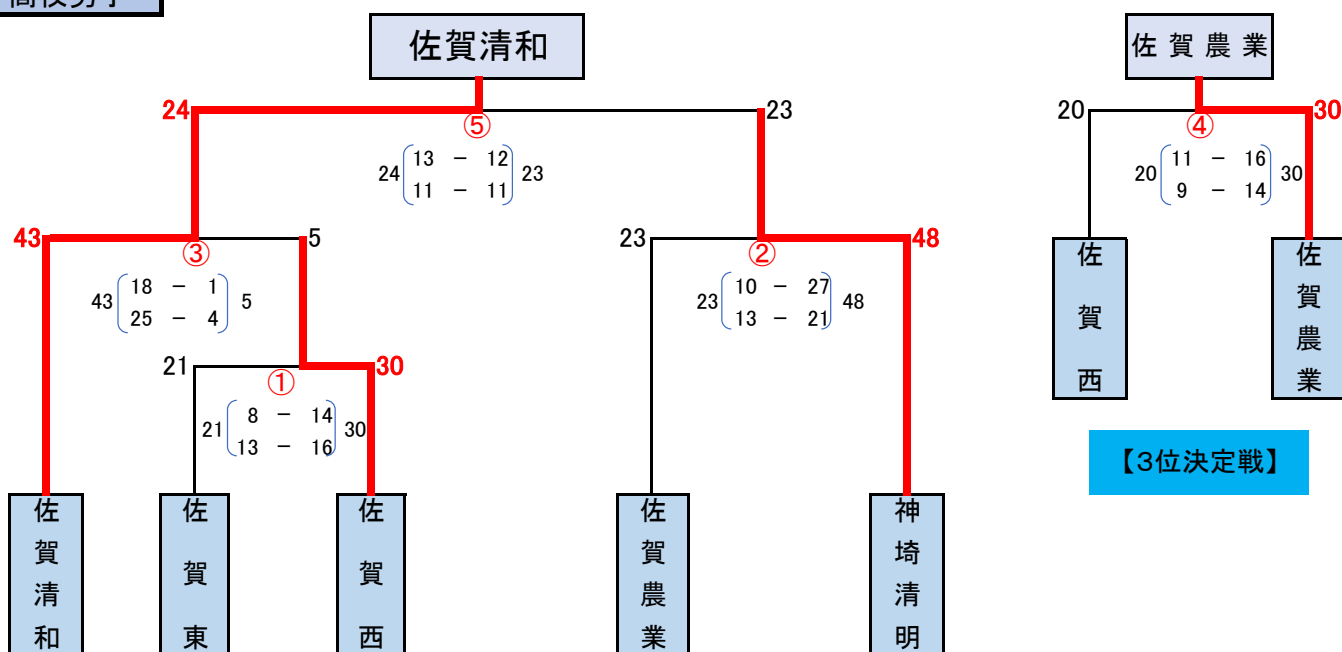 高校男子
佐賀清和
佐賀農業
24
23
⑤
13 － 12
24 23
11 － 11
20
30
④
11 － 16
20 30
9 － 14
43
5
③
18 － 1
43 5
25 － 4
23
48
②
10 － 27
23 48
13 － 21
佐賀西
佐賀農業
21
30
①
8 － 14
21 30
13 － 16
【3位決定戦】
佐賀清和
佐賀東
佐賀西
佐賀農業
神埼清明